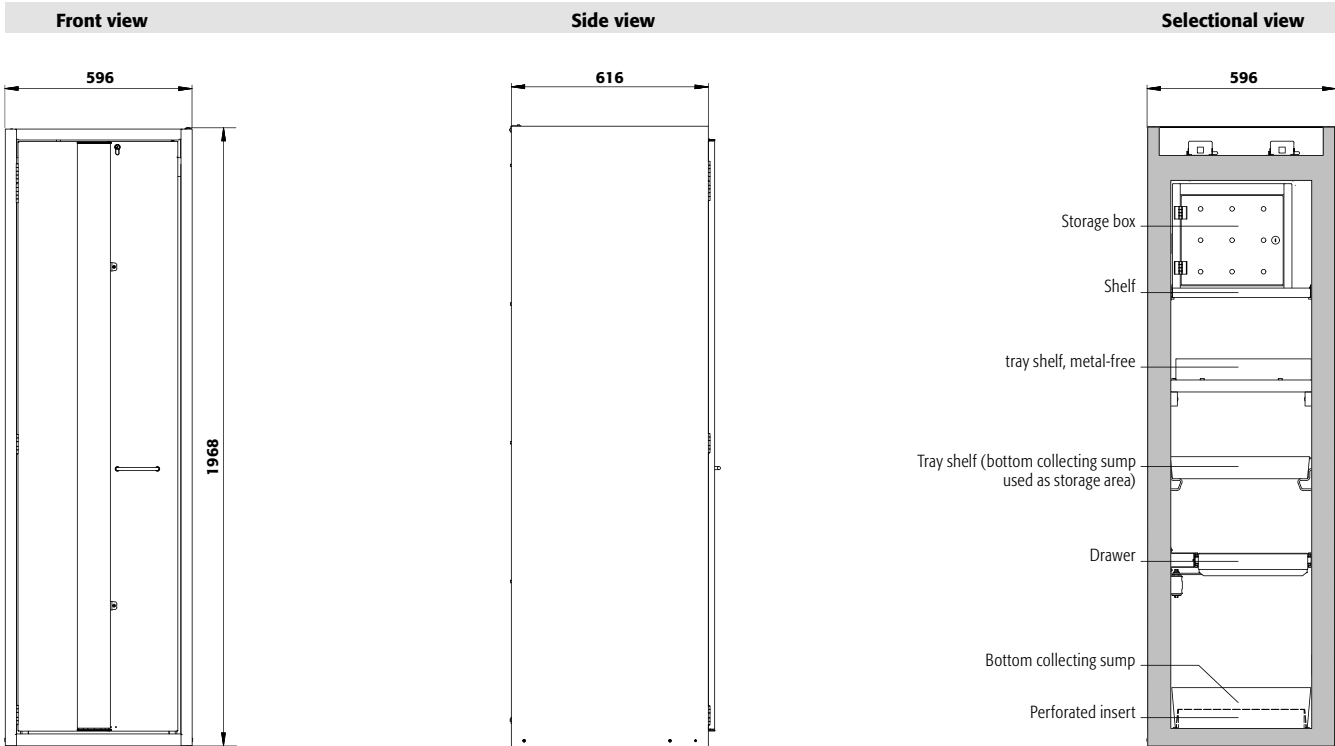 Front view
Side view
Selectional view
596
616
596
1968
Storage box
Shelf
tray shelf, metal-free
Tray shelf (bottom collecting sump
used as storage area)
Drawer
Bottom collecting sump
Perforated insert